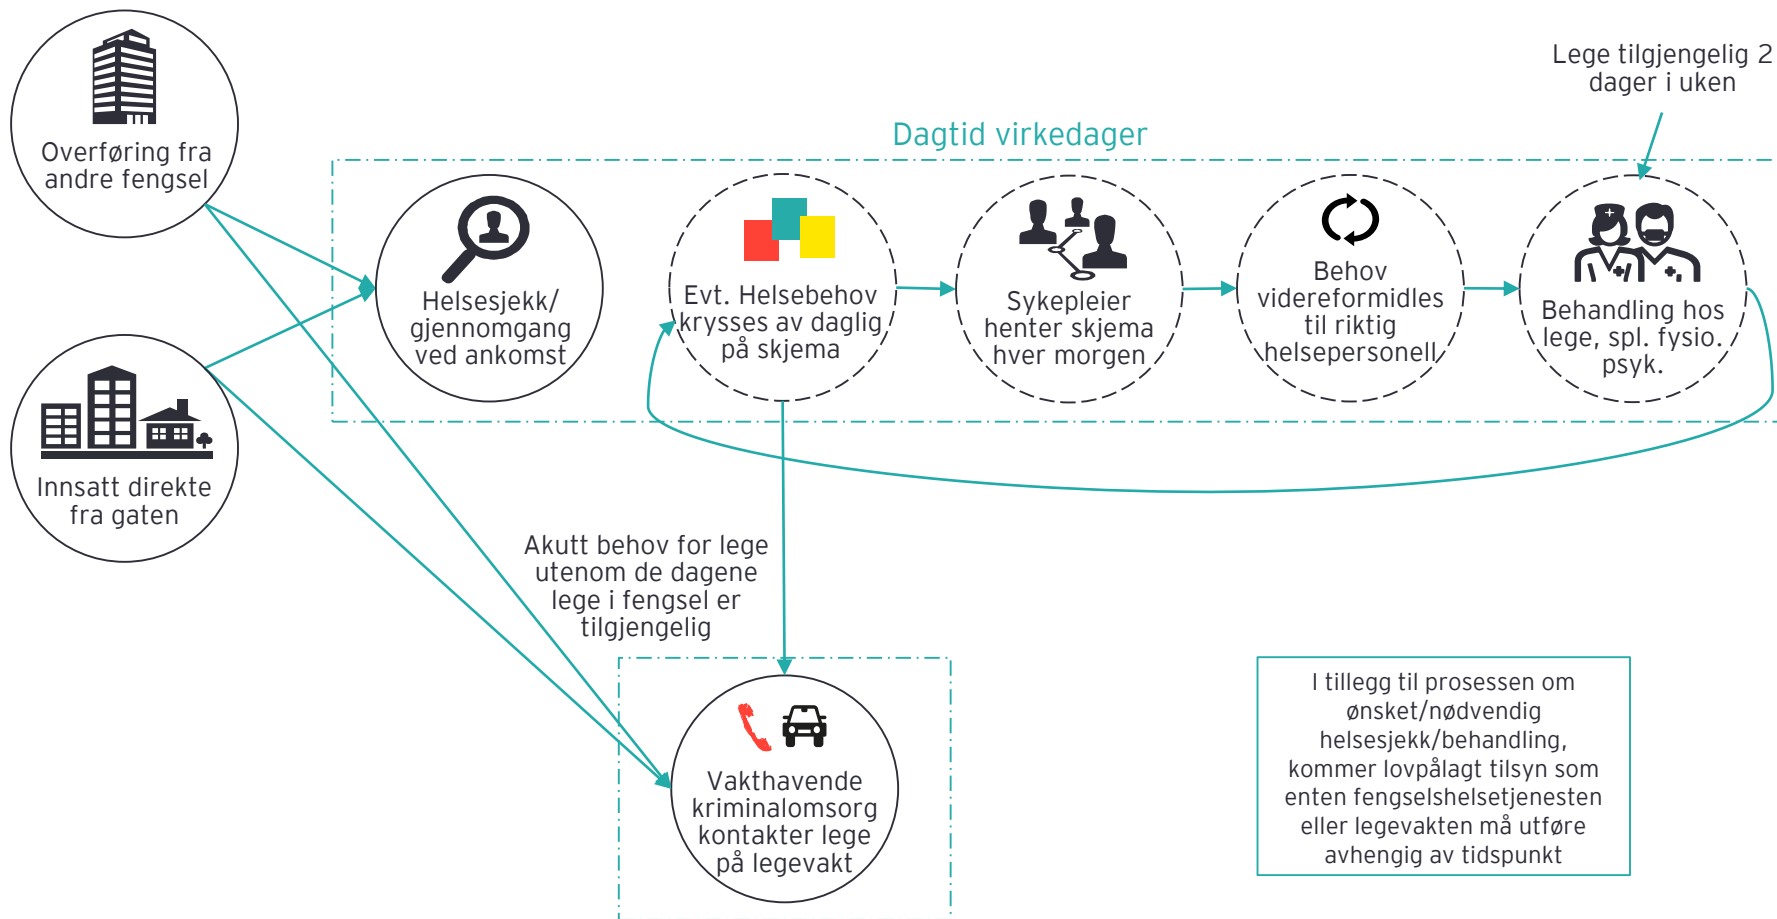 Overføring fra
andre fengsel
Innsatt direkte
fra gaten
Dagtid virkedager
Lege tilgjengelig 2
dager i uken
Helsesjekk/
gjennomgang
ved ankomst
Evt. Helsebehov
krysses av daglig
på skjema
Sykepleier
henter skjema
hver morgen
Behov
videreformidles
til riktig
helsepersonell
Behandling hos
lege, spl. fysio.
psyk.
Akutt behov for lege
utenom de dagene
lege i fengsel er
tilgjengelig
Vakthavende
kriminalomsorg
kontakter lege
på legevakt
I tillegg til prosessen om
ønsket/nødvendig
helsesjekk/behandling,
kommer lovpålagt tilsyn som
enten fengselshelsetjenesten
eller legevakten må utføre
avhengig av tidspunkt